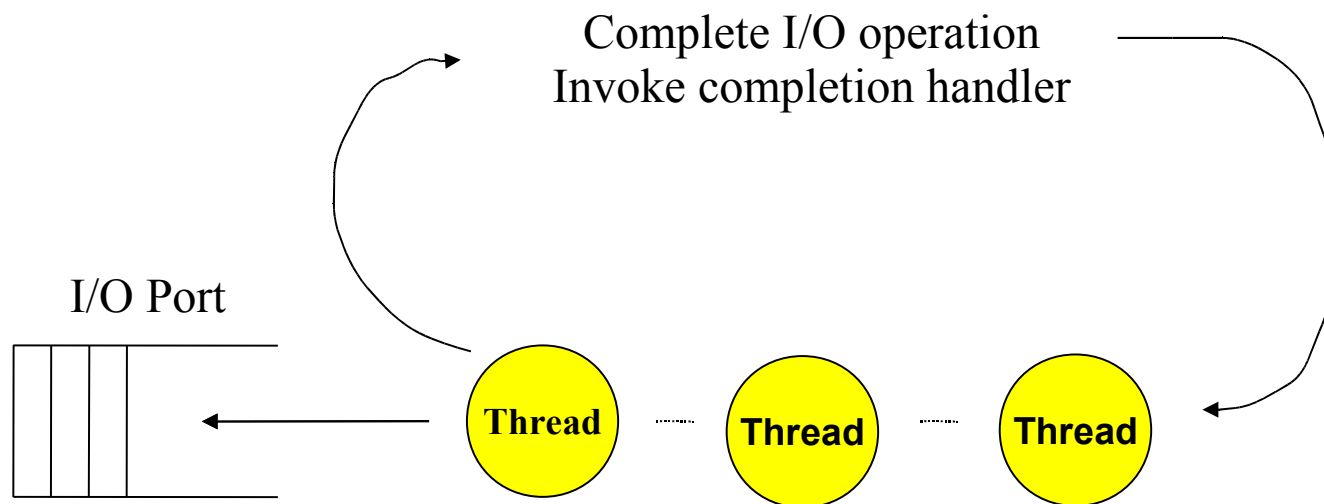 Complete I/O operation
Invoke completion handler
I/O Port
Thread
Thread
Thread